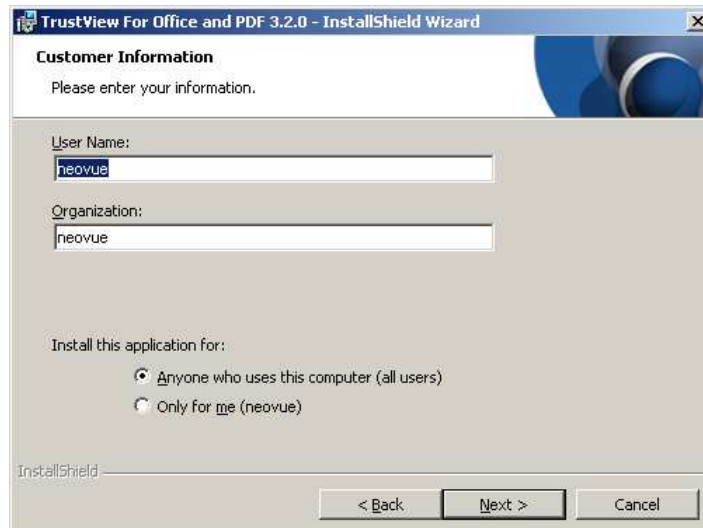 TrustView For Office and PDF 3.2.0 - InstallShield Wizard
Customer Information
Please enter your information.
User Name:
neovue
Organization:
neovue
Install this application for:
Anyone who uses this computer (all users)
Only for me (neovue)
InstallShield
< Back Next > Cancel